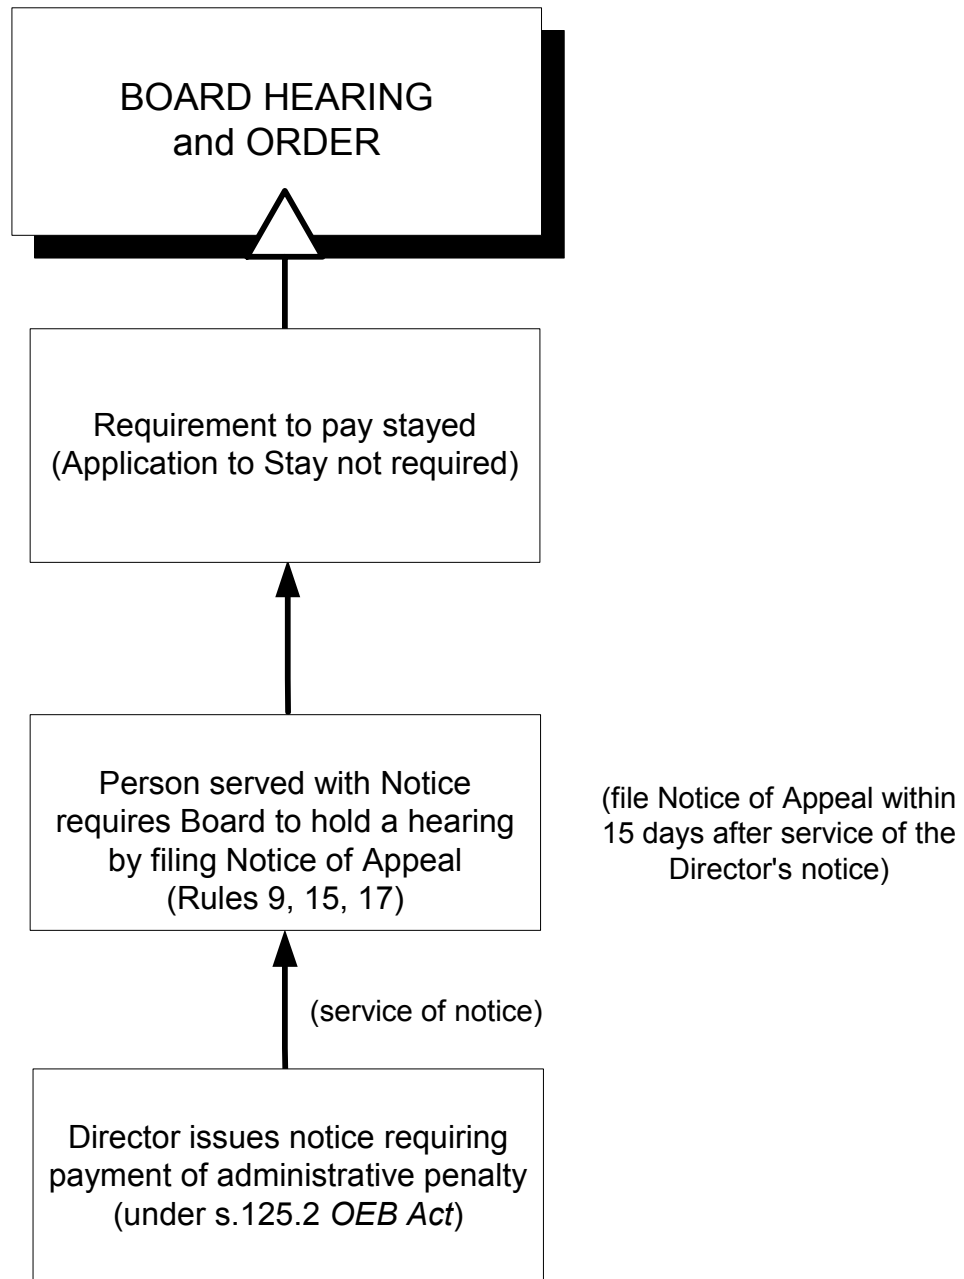 BOARD HEARING
and ORDER
Requirement to pay stayed
(Application to Stay not required)
Person served with Notice
requires Board to hold a hearing
by filing Notice of Appeal
(Rules 9, 15, 17)
(file Notice of Appeal within
15 days after service of the
Director's notice)
(service of notice)
Director issues notice requiring
payment of administrative penalty
(under s.125.2 OEB Act)